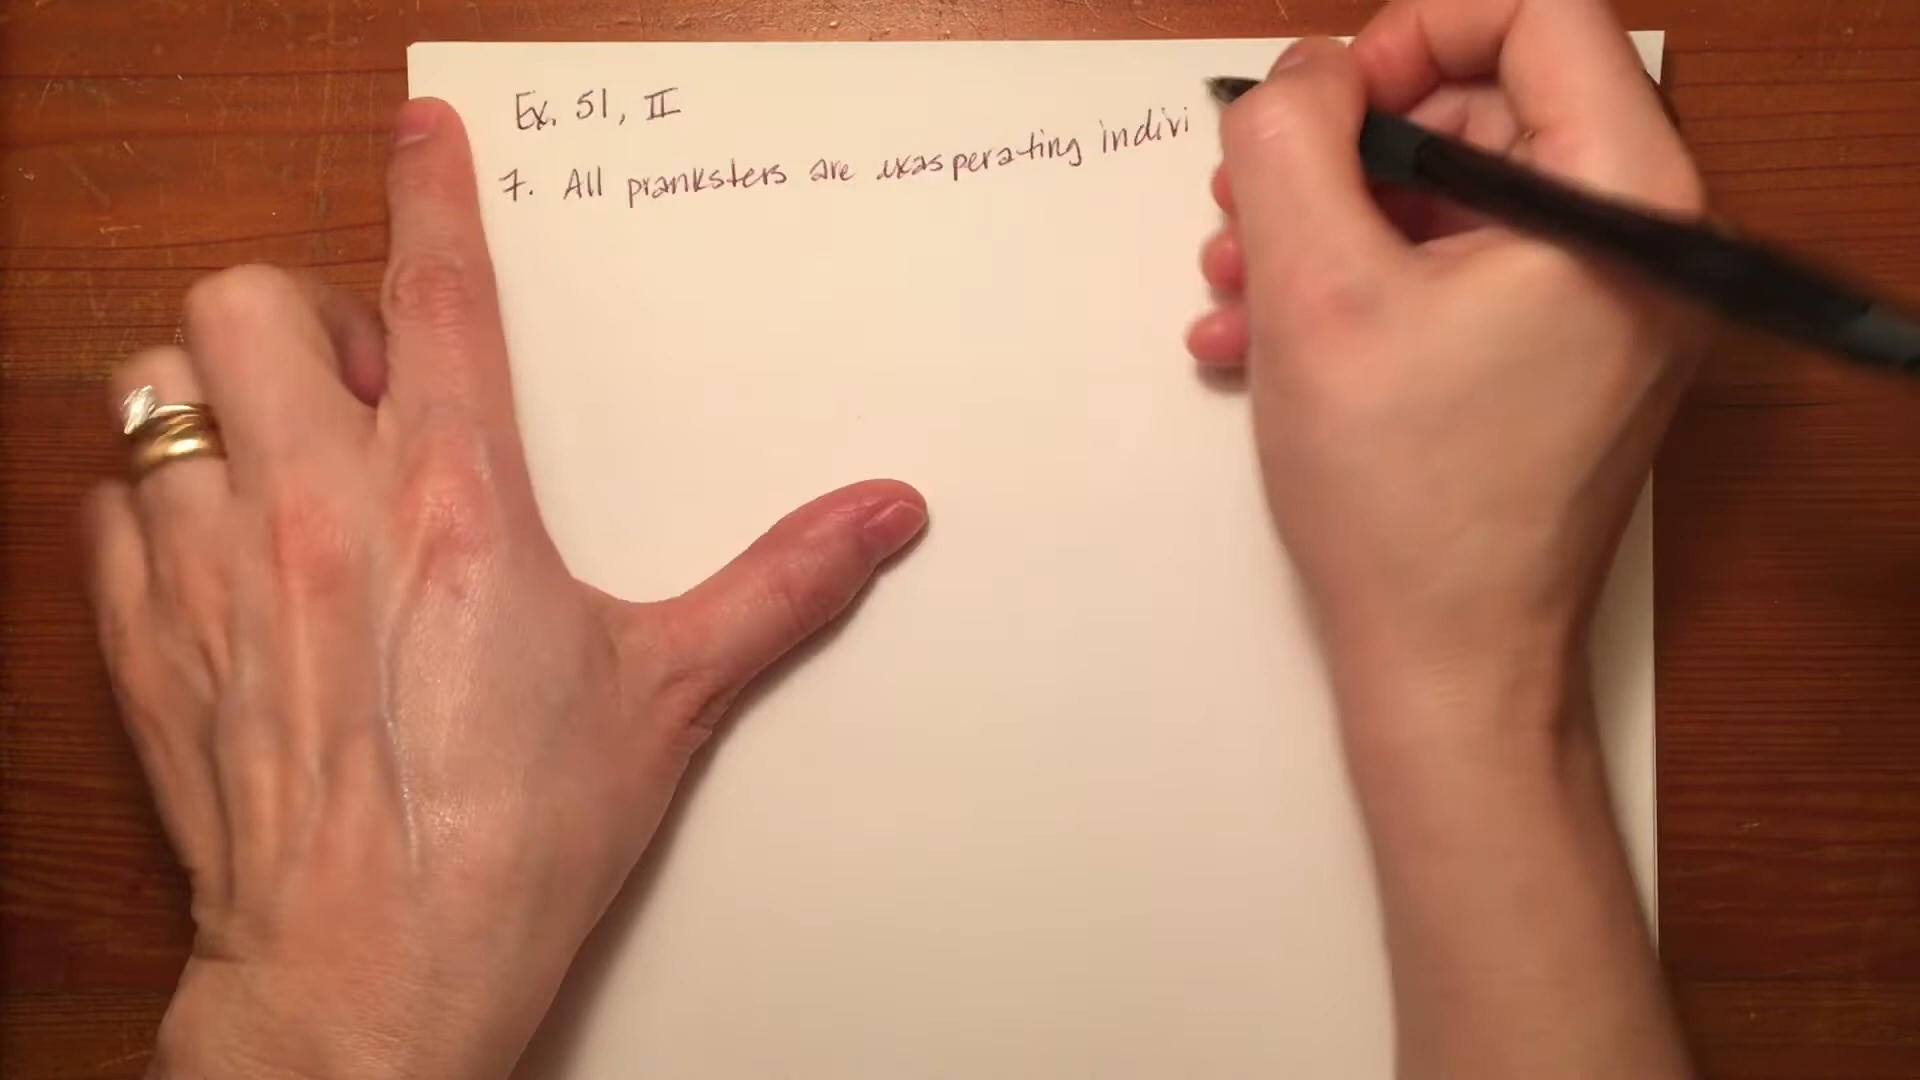 Ex. 51, II
7. All pranksters are exasperating indivi